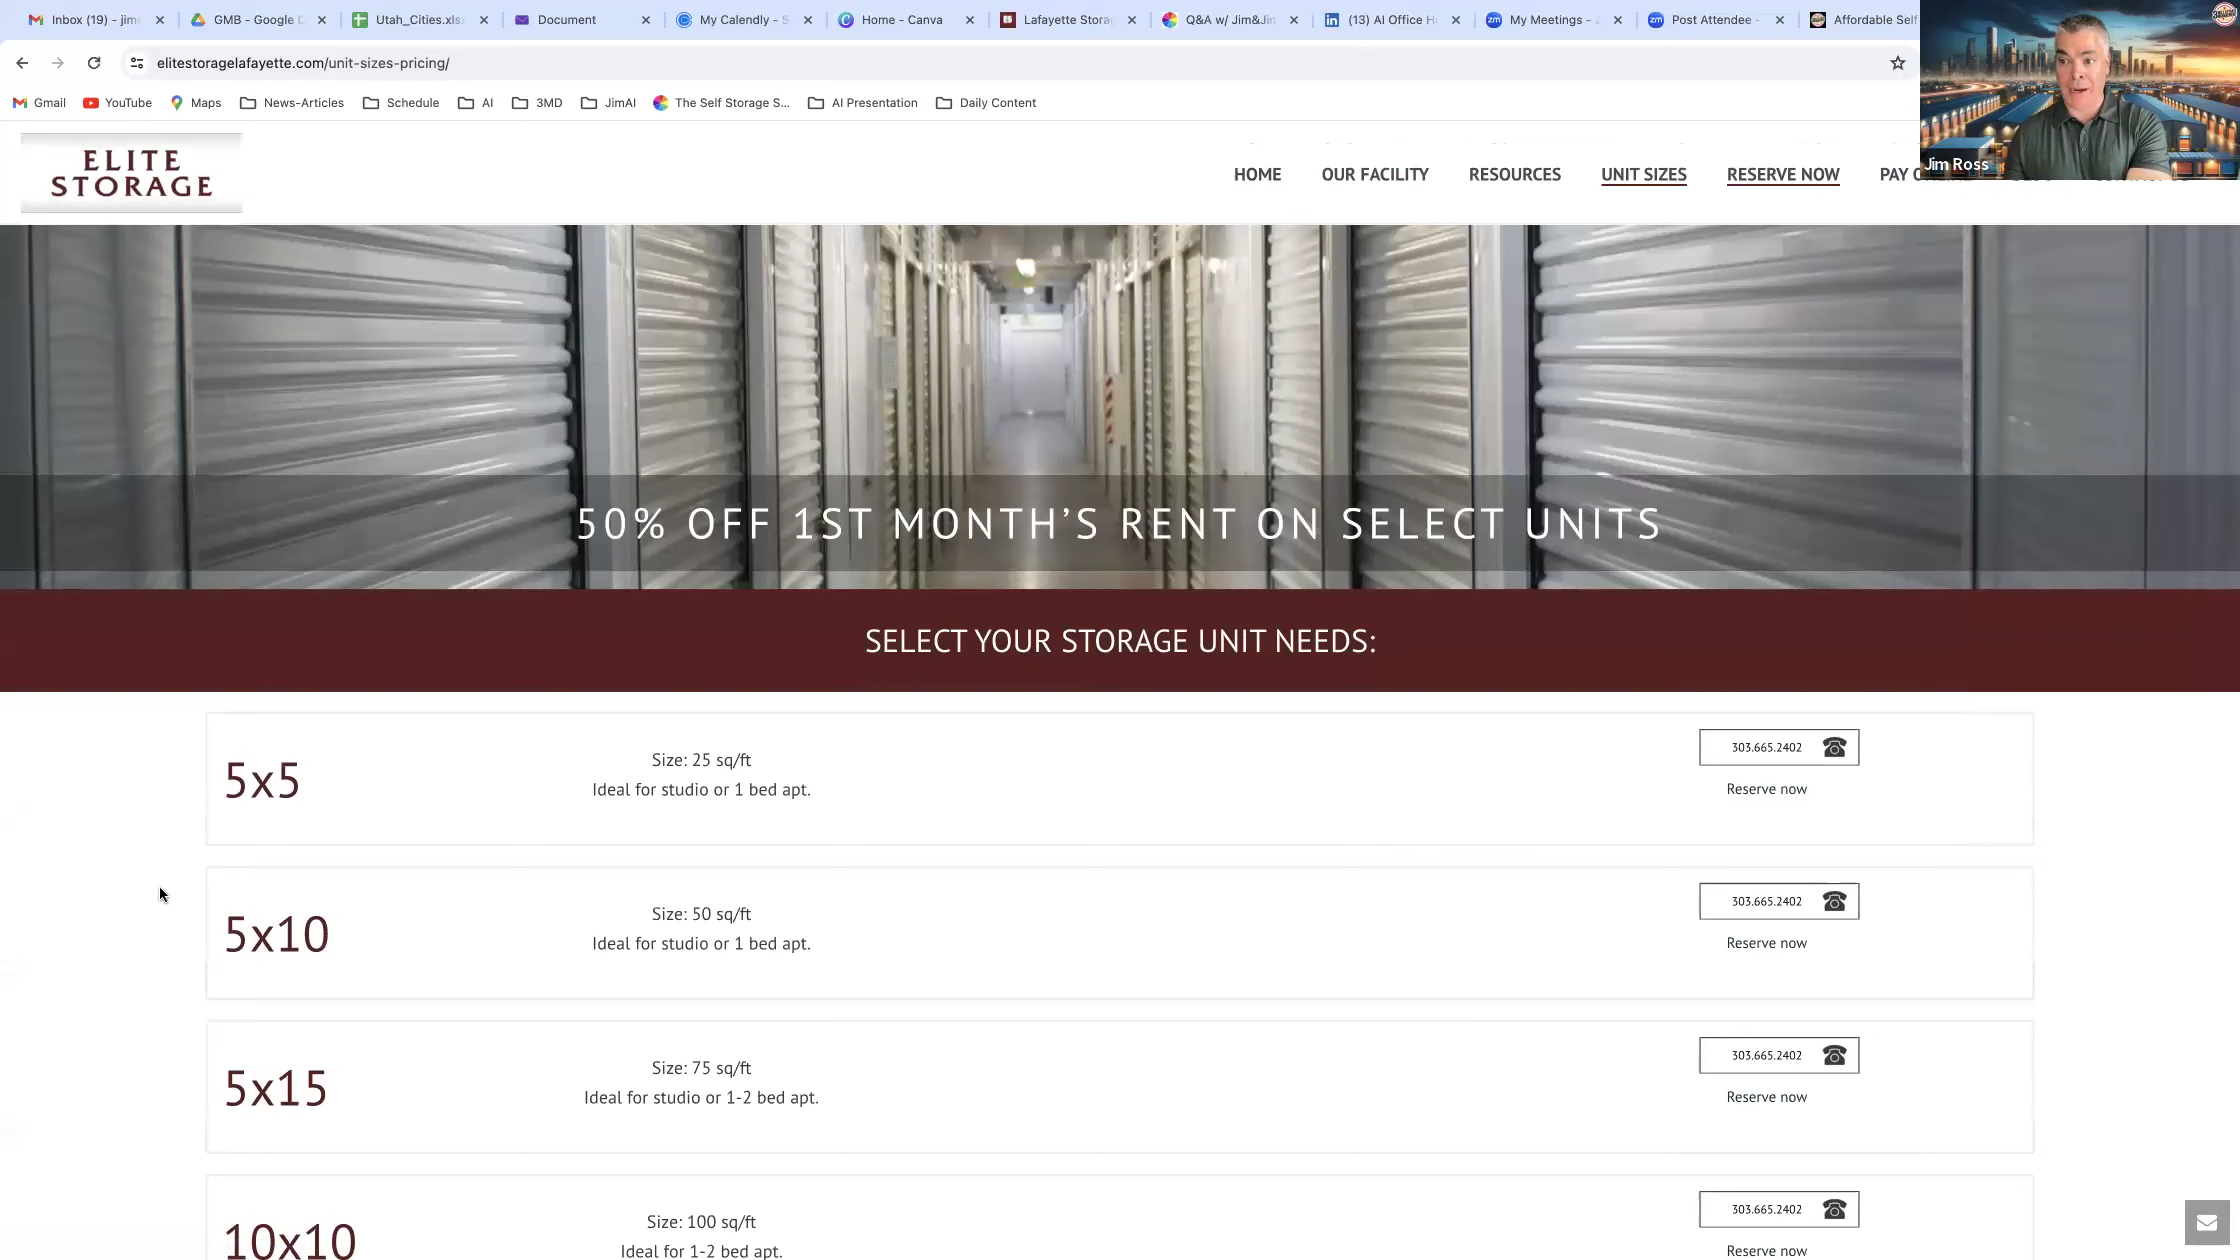 Inbox (19) - jim
GMB - Google D
Utah_Cities.xls
Document
My Calendly - S
Home - Canva
Lafayette Stora
Q&A w/ Jim&Jim
(13) AI Office H
My Meetings -
Post Attendee -
Affordable Self
elitestoragelafayette.com/unit-sizes-pricing/
Gmail
YouTube
Maps
News-Articles
Schedule
AI
3MD
JimAI
The Self Storage S...
AI Presentation
Daily Content
Jim Ross
ELITE
STORAGE
HOME
OUR FACILITY
RESOURCES
UNIT SIZES
RESERVE NOW
PAY
50% OFF 1ST MONTH'S RENT ON SELECT UNITS
SELECT YOUR STORAGE UNIT NEEDS:
5x5
Size: 25 sq/ft
Ideal for studio or 1 bed apt.
303.665.2402
Reserve now
5x10
Size: 50 sq/ft
Ideal for studio or 1 bed apt.
303.665.2402
Reserve now
5x15
Size: 75 sq/ft
Ideal for studio or 1-2 bed apt.
303.665.2402
Reserve now
10x10
Size: 100 sq/ft
Ideal for 1-2 bed apt.
303.665.2402
Reserve now